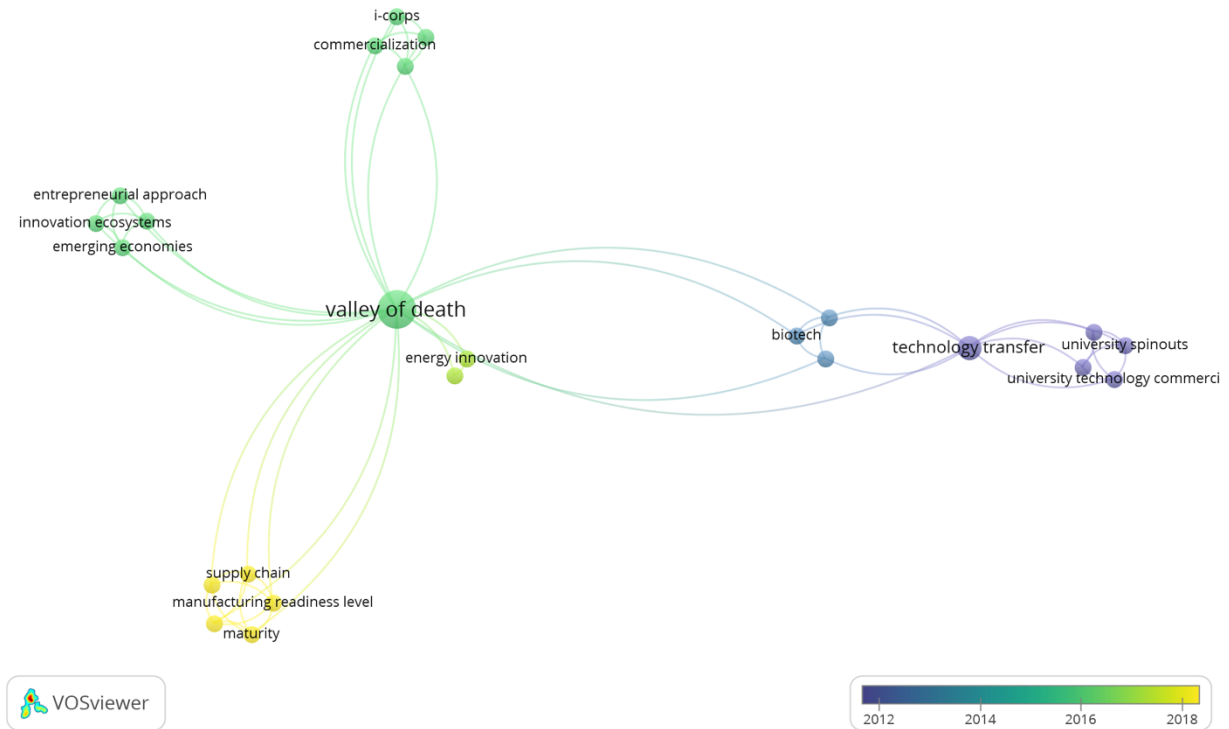 i-corps
commercialization
entrepreneurial approach
innovation ecosystems
emerging economies
valley of death
energy innovation
biotech
technology transfer
university spinouts
university technology commerci
supply chain
manufacturing readiness level
maturity
VOSviewer
2012 2014 2016 2018